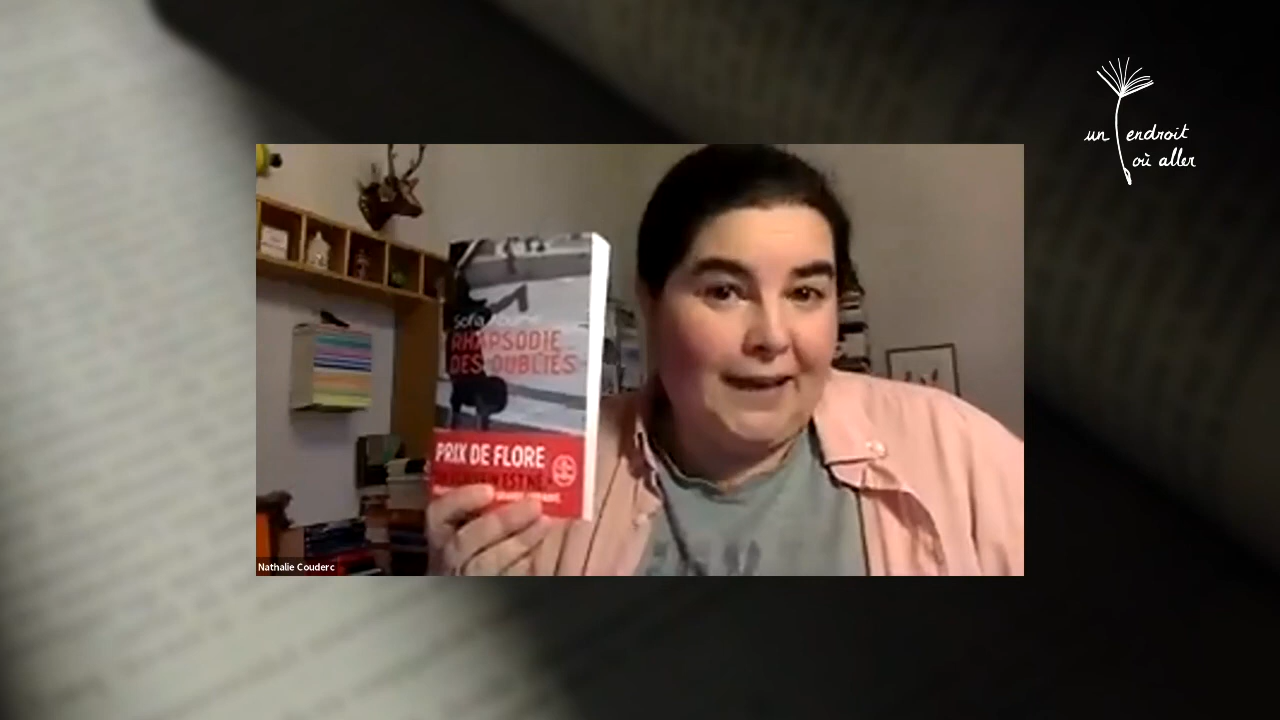 un endroit
où aller
Sofia
RHAPSODIE
DES OUBLIÉS
PRIX DE FLORE
Nathalie Couderc